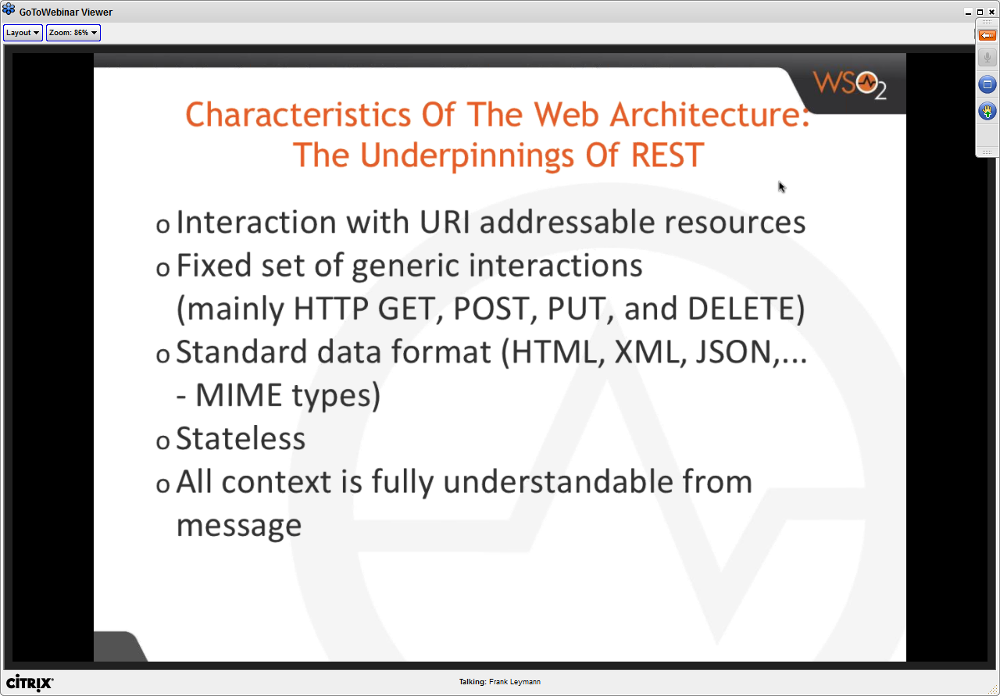 GoToWebinar Viewer
Layout
Zoom: 86%
WSO2
Characteristics Of The Web Architecture:
The Underpinnings Of REST
o Interaction with URI addressable resources
o Fixed set of generic interactions
(mainly HTTP GET, POST, PUT, and DELETE)
o Standard data format (HTML, XML, JSON,...
- MIME types)
o Stateless
o All context is fully understandable from
message
CITRIX
Talking: Frank Leymann